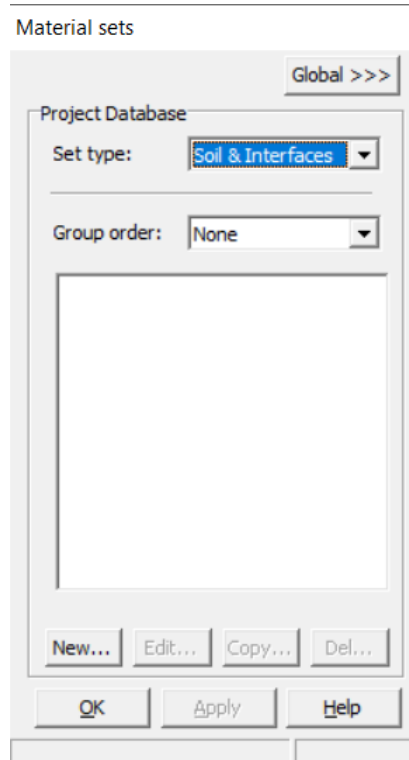 Material sets
Global >>>
Project Database
Set type: Soil & Interfaces
Group order: None
New... Edit... Copy... Del...
OK Apply Help